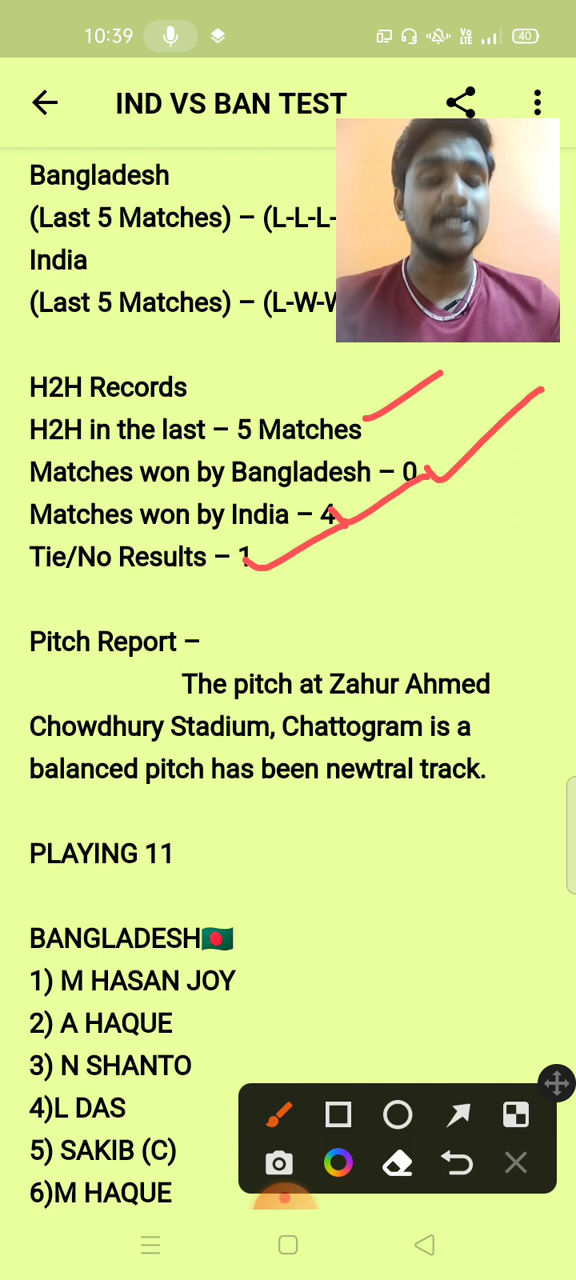 10:39
VO
LTE
40
IND VS BAN TEST
Bangladesh
(Last 5 Matches) – (L-L-L-
India
(Last 5 Matches) – (L-W-
H2H Records
H2H in the last – 5 Matches
Matches won by Bangladesh – 0
Matches won by India – 4
Tie/No Results – 1
Pitch Report –
The pitch at Zahur Ahmed
Chowdhury Stadium, Chattogram is a
balanced pitch has been newtral track.
PLAYING 11
BANGLADESH🇧🇩
1) M HASAN JOY
2) A HAQUE
3) N SHANTO
4)L DAS
5) SAKIB (C)
6)M HAQUE